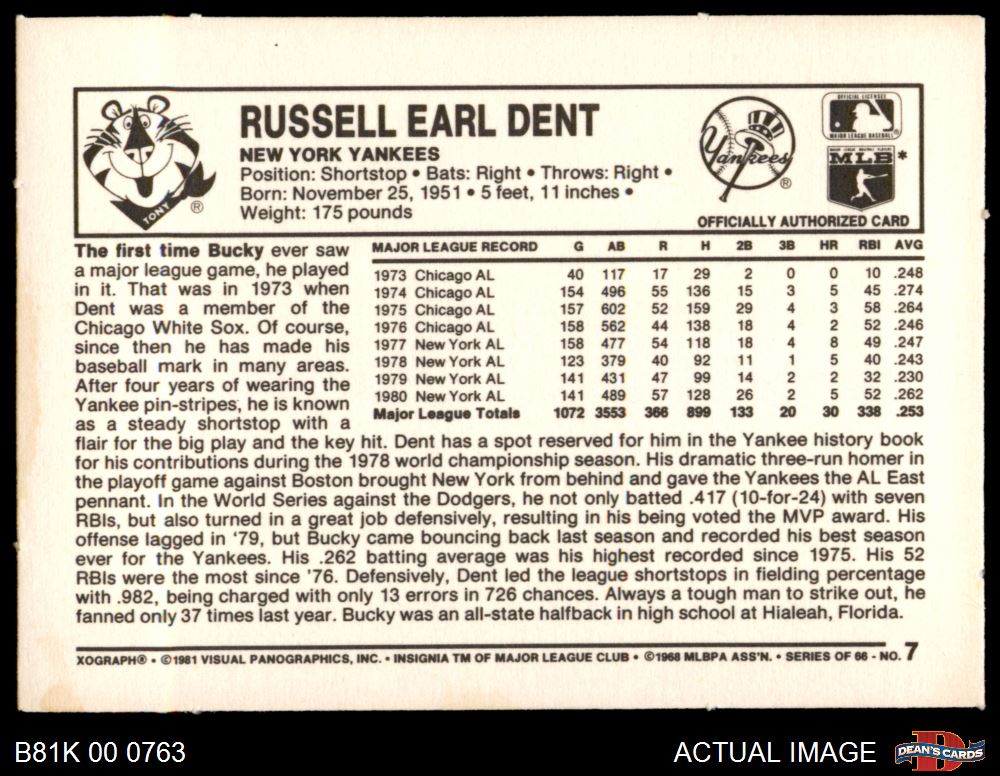 RUSSELL EARL DENT
NEW YORK YANKEES
Position: Shortstop • Bats: Right • Throws: Right •
Born: November 25, 1951 • 5 feet, 11 inches •
Weight: 175 pounds
TONY
®
Yankees
®
OFFICIAL LICENSEE
MAJOR LEAGUE BASEBALL
MLB *
OFFICIALLY AUTHORIZED CARD
The first time Bucky ever saw
a major league game, he played
in it. That was in 1973 when
Dent was a member of the
Chicago White Sox. Of course,
since then he has made his
baseball mark in many areas.
After four years of wearing the
Yankee pin-stripes, he is known
as a steady shortstop with a
MAJOR LEAGUE RECORD G AB R H 2B 3B HR RBI AVG
1973 Chicago AL 40 117 17 29 2 0 0 10 .248
1974 Chicago AL 154 496 55 136 15 3 5 45 .274
1975 Chicago AL 157 602 52 159 29 4 3 58 .264
1976 Chicago AL 158 562 44 138 18 4 2 52 .246
1977 New York AL 158 477 54 118 18 4 8 49 .247
1978 New York AL 123 379 40 92 11 1 5 40 .243
1979 New York AL 141 431 47 99 14 2 2 32 .230
1980 New York AL 141 489 57 128 26 2 5 52 .262
Major League Totals 1072 3553 366 899 133 20 30 338 .253
flair for the big play and the key hit. Dent has a spot reserved for him in the Yankee history book
for his contributions during the 1978 world championship season. His dramatic three-run homer in
the playoff game against Boston brought New York from behind and gave the Yankees the AL East
pennant. In the World Series against the Dodgers, he not only batted .417 (10-for-24) with seven
RBIs, but also turned in a great job defensively, resulting in his being voted the MVP award. His
offense lagged in '79, but Bucky came bouncing back last season and recorded his best season
ever for the Yankees. His .262 batting average was his highest recorded since 1975. His 52
RBIs were the most since '76. Defensively, Dent led the league shortstops in fielding percentage
with .982, being charged with only 13 errors in 726 chances. Always a tough man to strike out, he
fanned only 37 times last year. Bucky was an all-state halfback in high school at Hialeah, Florida.
XOGRAPH® • ©1981 VISUAL PANOGRAPHICS, INC. • INSIGNIA TM OF MAJOR LEAGUE CLUB • ©1968 MLBPA ASS'N. • SERIES OF 66 - NO. 7
B81K 00 0763
ACTUAL IMAGE
DEAN'S CARDS